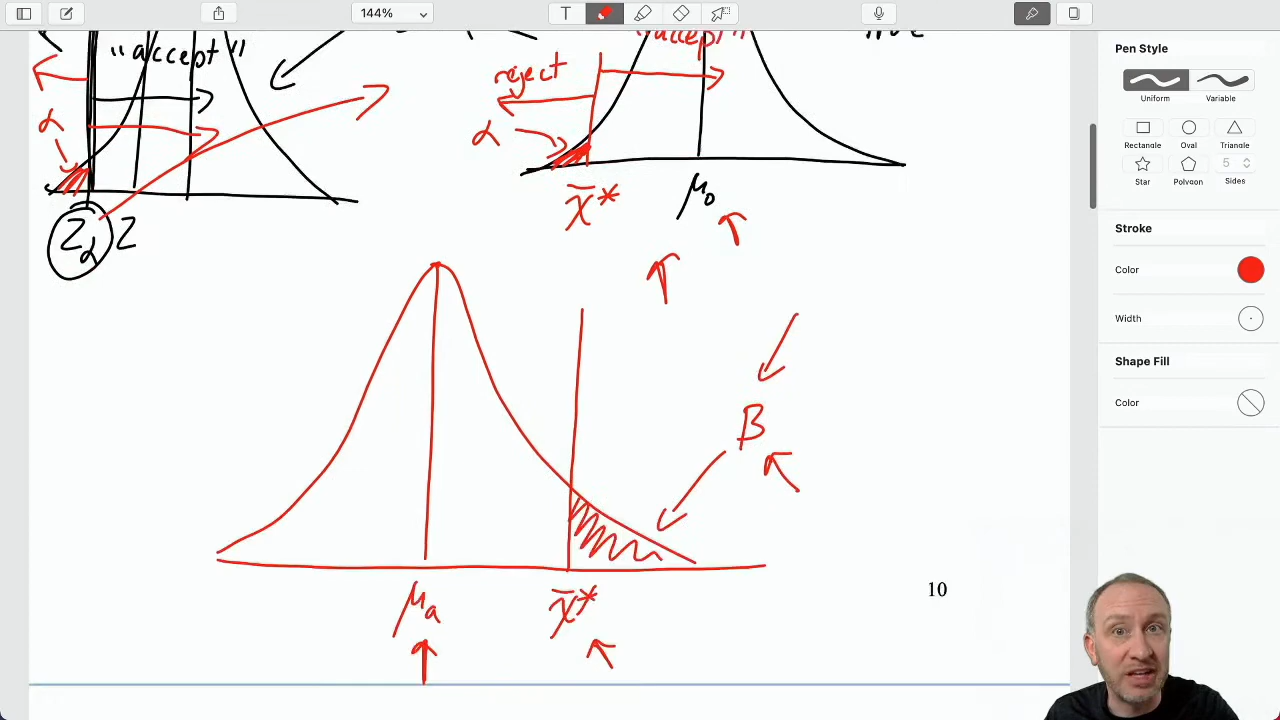 144%
T
Pen Style
Uniform
Variable
Rectangle
Oval
Triangle
5
Star
Polygon
Sides
Stroke
Color
Width
Shape Fill
Color
"accept"
α
Zα Z
"accept"
reject
α
x̄*
μ₀
β
μₐ
x̄*
10